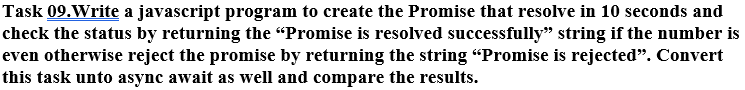 Task 09.Write a javascript program to create the Promise that resolve in 10 seconds and
check the status by returning the “Promise is resolved successfully” string if the number is
even otherwise reject the promise by returning the string “Promise is rejected”. Convert
this task unto async await as well and compare the results.